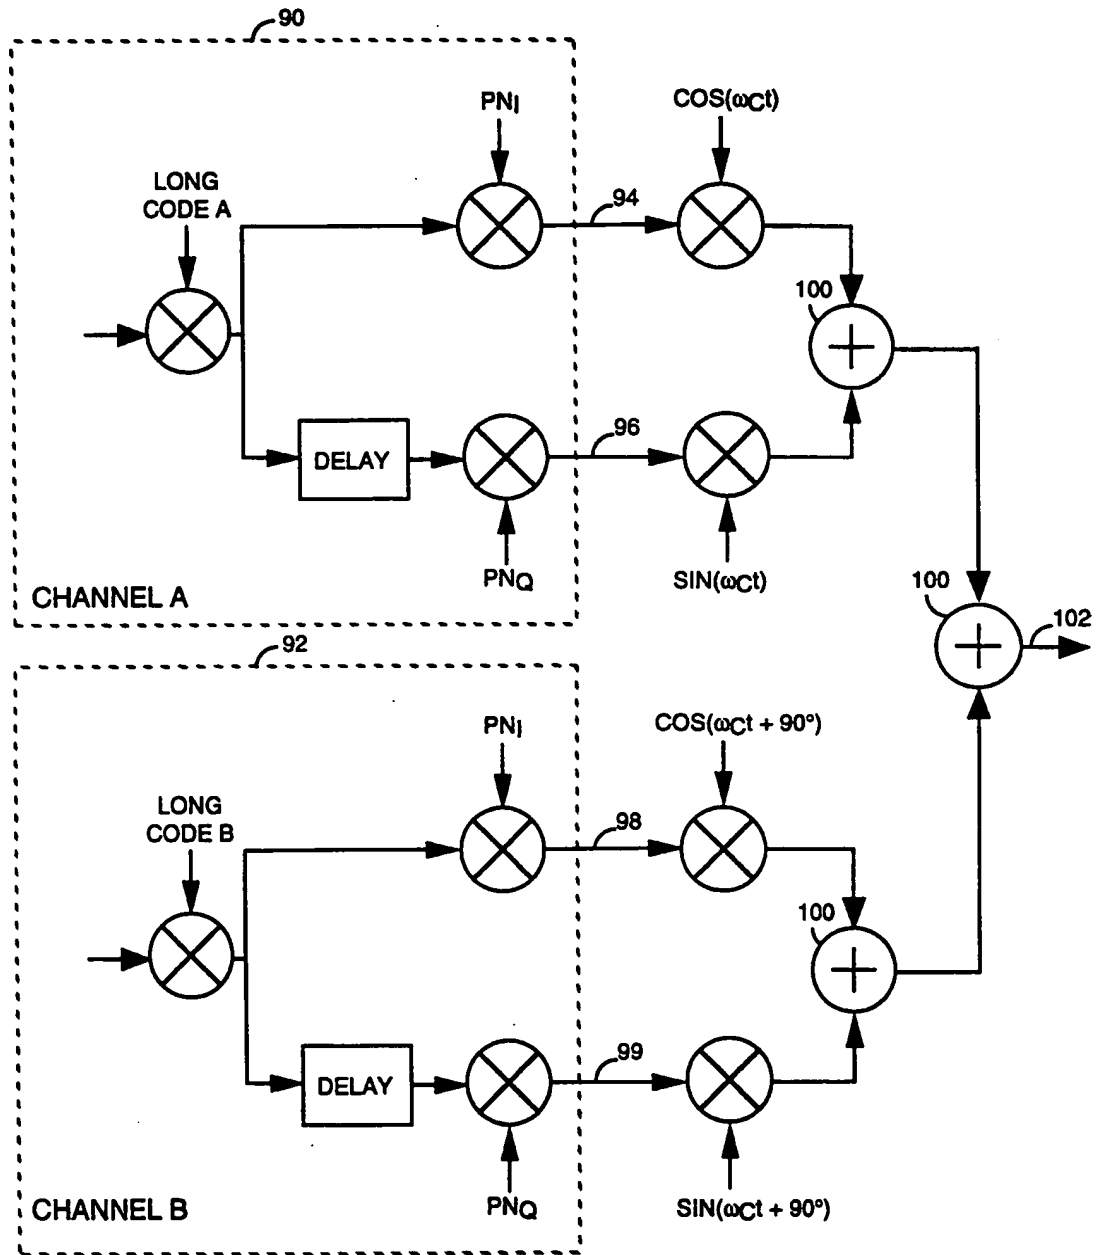 90
PNI
COS(ωCt)
LONG
CODE A
94
100
DELAY
96
PNQ
SIN(ωCt)
CHANNEL A
100
102
92
PNI
COS(ωCt + 90°)
LONG
CODE B
98
100
DELAY
99
PNQ
SIN(ωCt + 90°)
CHANNEL B